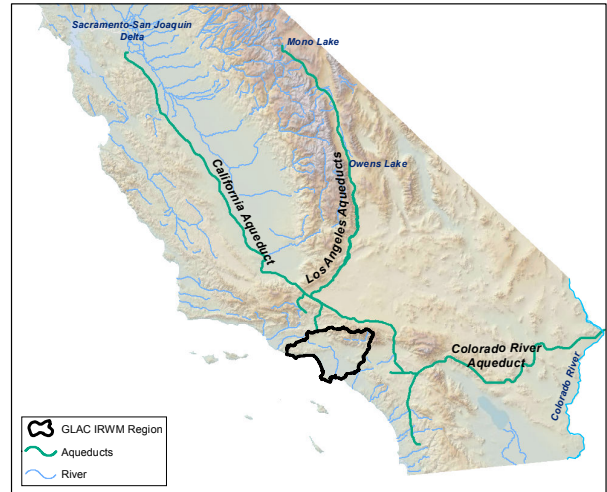 Sacramento-San Joaquin
Delta
Mono Lake
Owens Lake
California Aqueduct
Los Angeles Aqueducts
Colorado River
Aqueduct
Colorado River
GLAC IRWM Region
Aqueducts
River